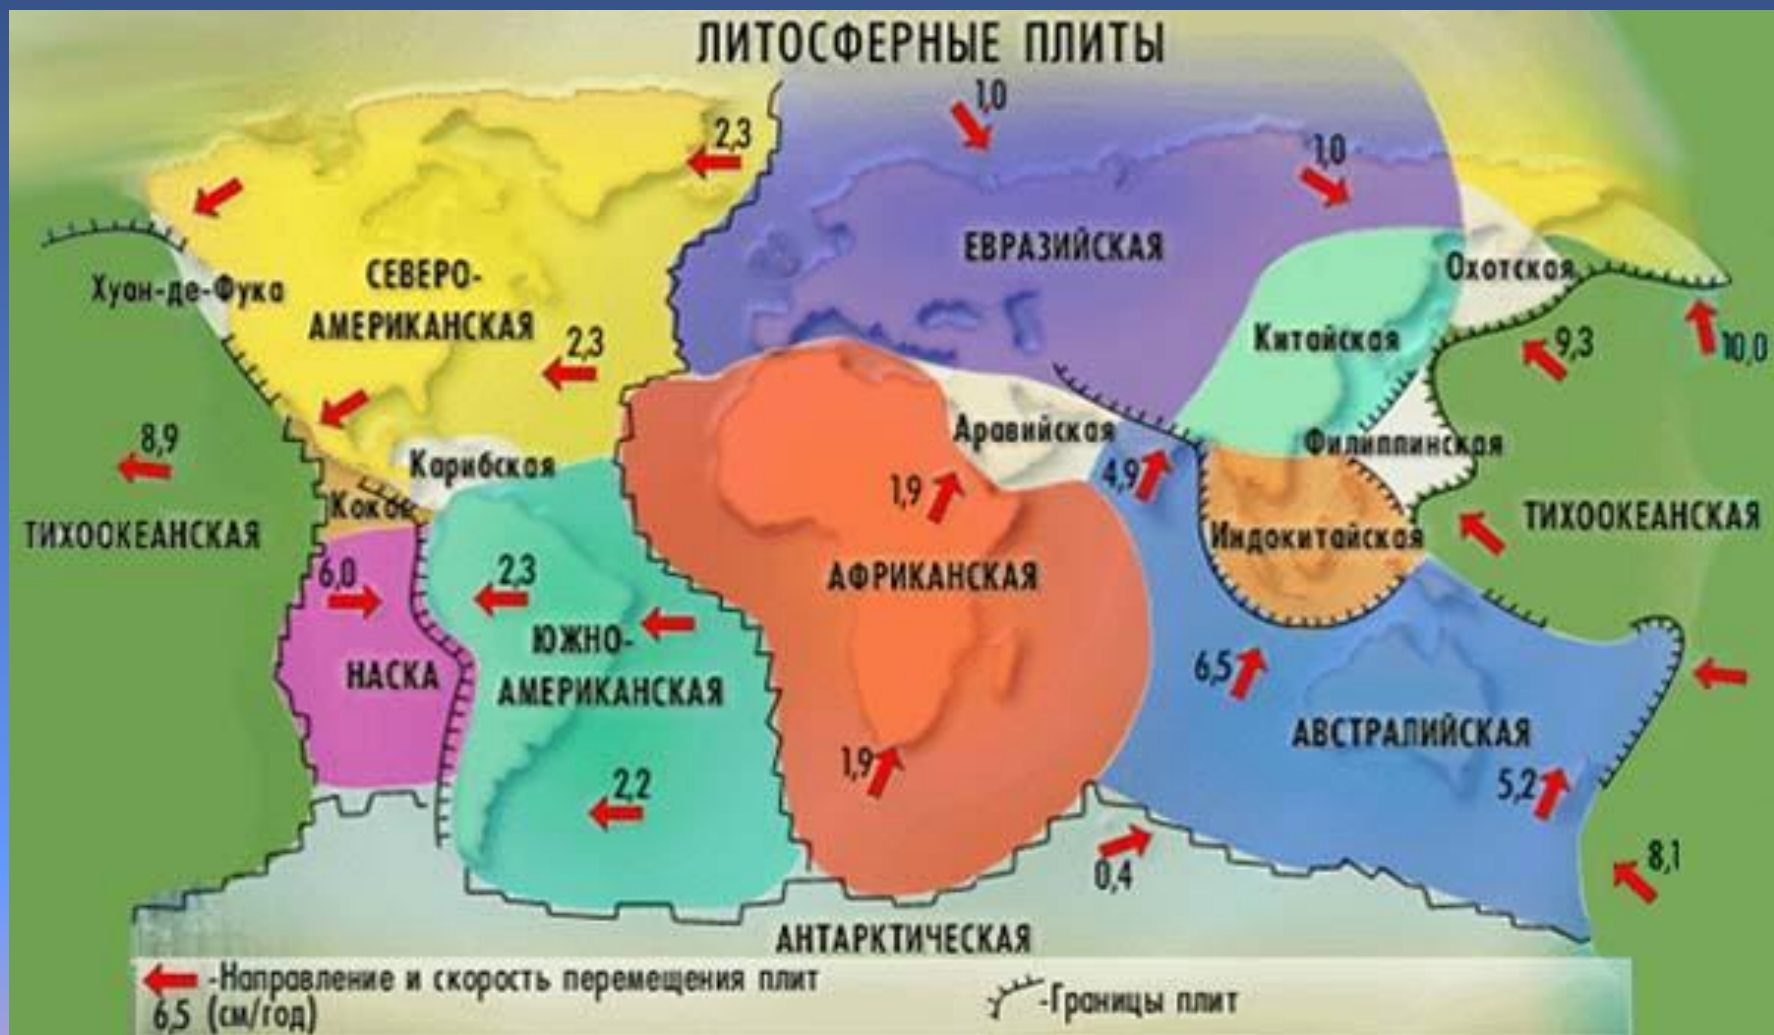 ЛИТОСФЕРНЫЕ ПЛИТЫ
1,0
2,3
1,0
ЕВРАЗИЙСКАЯ
Хуан-де-Фука
СЕВЕРО-
АМЕРИКАНСКАЯ
Охотская
2,3
Китайская
9,3
10,0
8,9
Карибская
Аравийская
Филиппинская
4,9
1,9
Кокос
ТИХООКЕАНСКАЯ
ТИХООКЕАНСКАЯ
Индокитайская
6,0
2,3
АФРИКАНСКАЯ
ЮЖНО-
АМЕРИКАНСКАЯ
НАСКА
6,5
АВСТРАЛИЙСКАЯ
1,9
2,2
5,2
0,4
8,1
АНТАРКТИЧЕСКАЯ
-Направление и скорость перемещения плит
6,5 (см/год)
-Границы плит